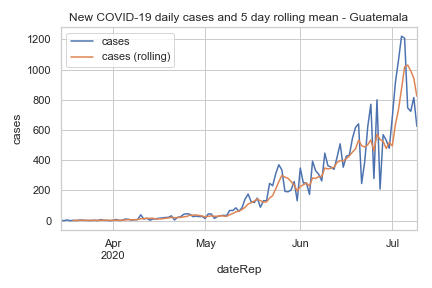 New COVID-19 daily cases and 5 day rolling mean - Guatemala
cases
cases (rolling)
1200
1000
800
600
400
200
0
cases
Apr
2020
May
Jun
Jul
dateRep